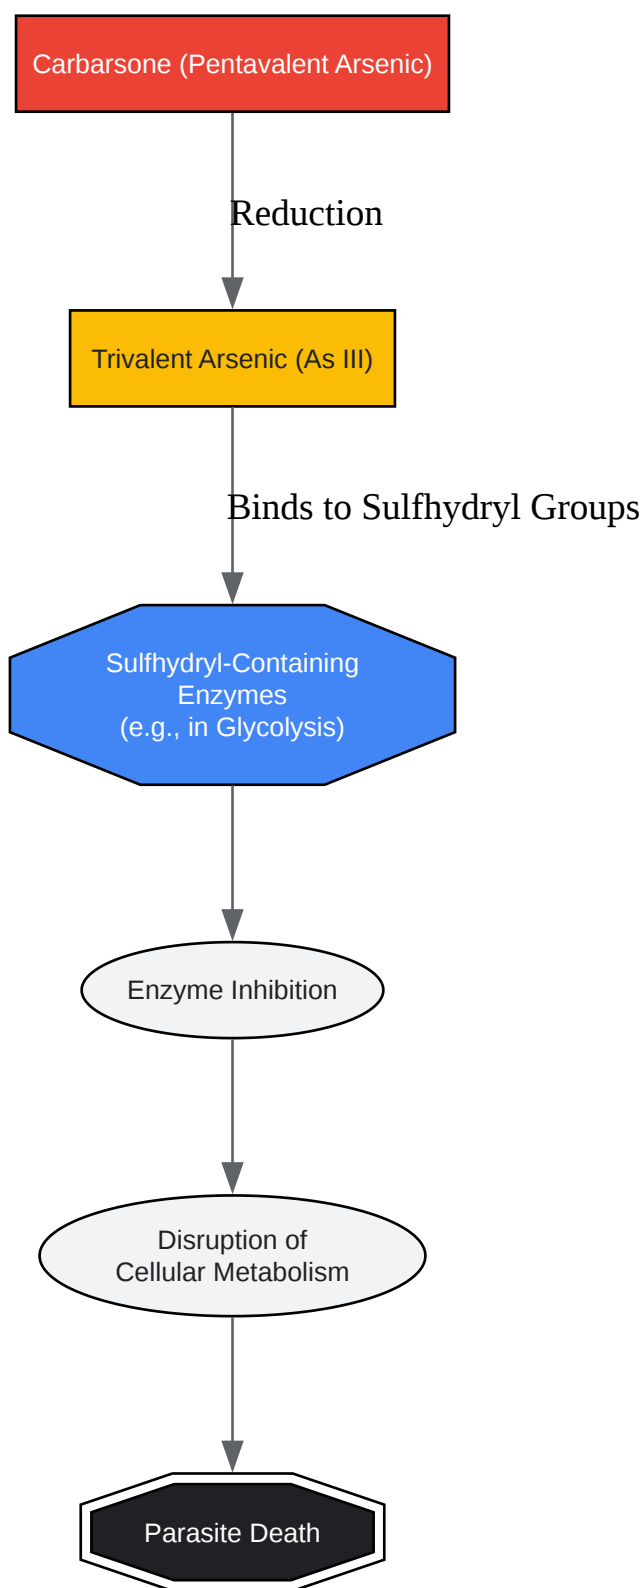 Carbarsone (Pentavalent Arsenic)
Reduction
Trivalent Arsenic (As III)
Binds to Sulfhydryl Groups
Sulfhydryl-Containing
Enzymes
(e.g., in Glycolysis)
Enzyme Inhibition
Disruption of
Cellular Metabolism
Parasite Death